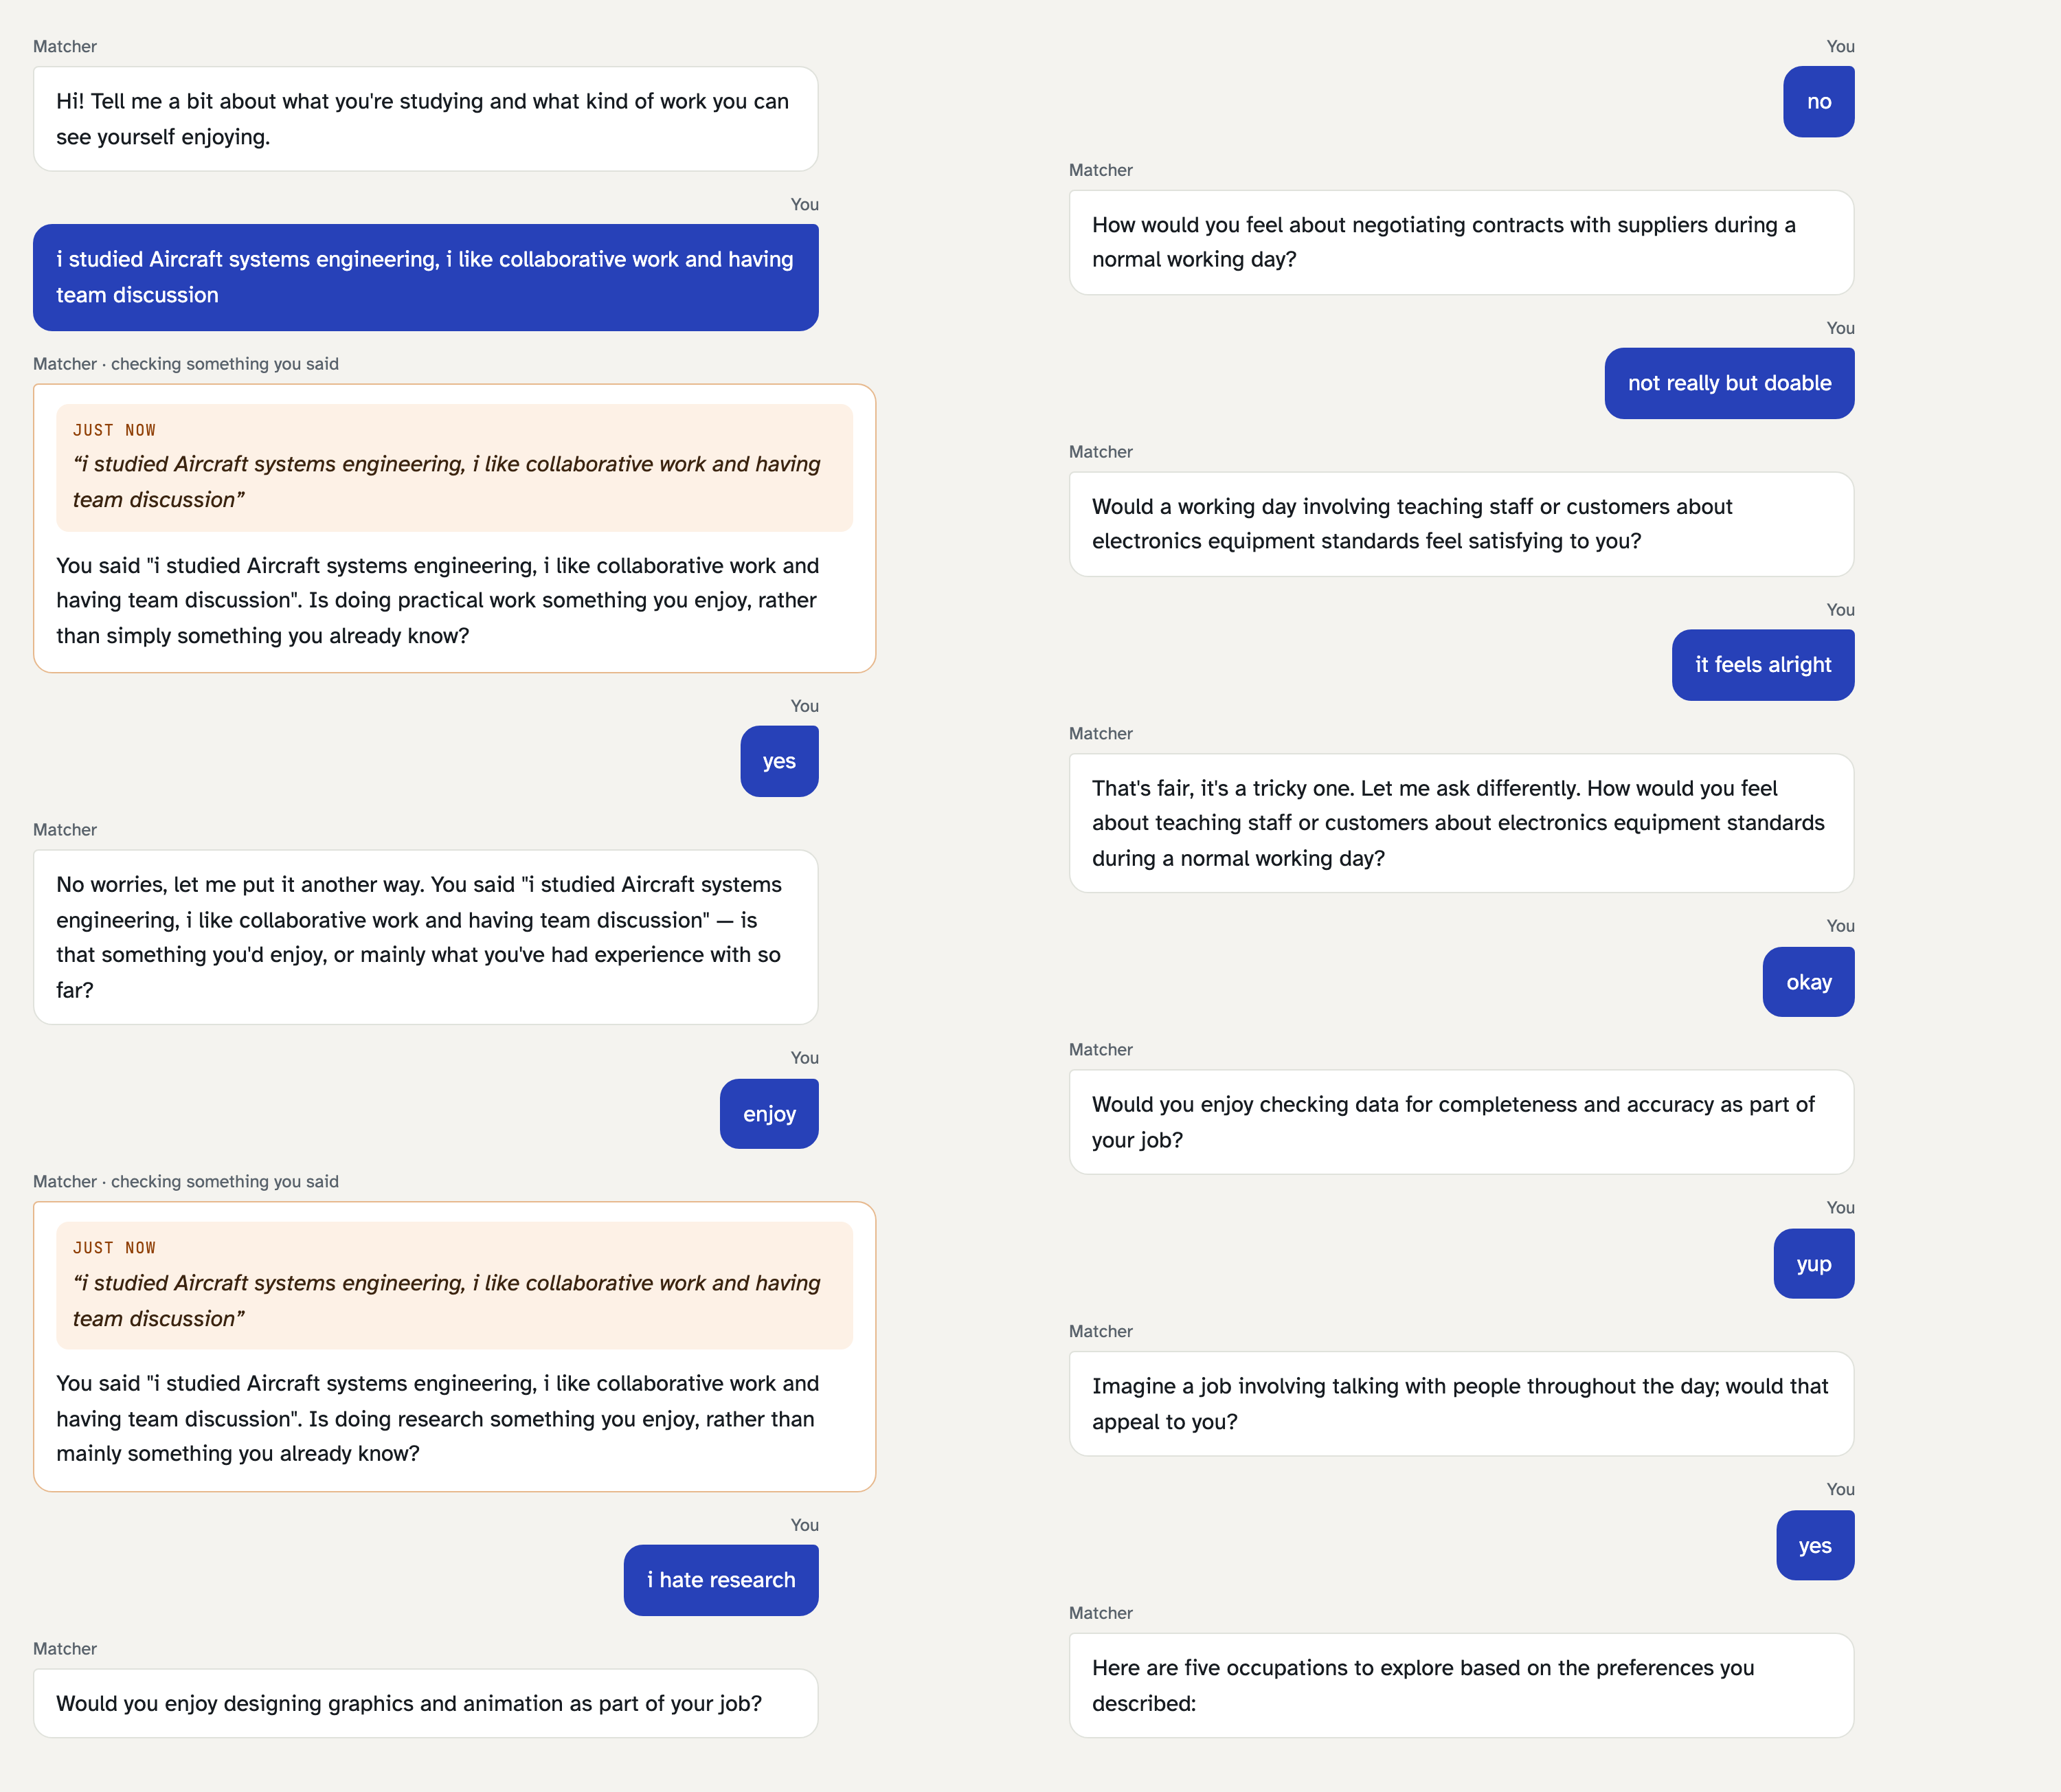 Matcher
Hi! Tell me a bit about what you're studying and what kind of work you can
see yourself enjoying.
You
i studied Aircraft systems engineering, i like collaborative work and having
team discussion
Matcher · checking something you said
JUST NOW
“i studied Aircraft systems engineering, i like collaborative work and having
team discussion”
You said "i studied Aircraft systems engineering, i like collaborative work and
having team discussion". Is doing practical work something you enjoy, rather
than simply something you already know?
You
yes
Matcher
No worries, let me put it another way. You said "i studied Aircraft systems
engineering, i like collaborative work and having team discussion" — is
that something you'd enjoy, or mainly what you've had experience with so
far?
You
enjoy
Matcher · checking something you said
JUST NOW
“i studied Aircraft systems engineering, i like collaborative work and having
team discussion”
You said "i studied Aircraft systems engineering, i like collaborative work and
having team discussion". Is doing research something you enjoy, rather than
mainly something you already know?
You
i hate research
Matcher
Would you enjoy designing graphics and animation as part of your job?
You
no
Matcher
How would you feel about negotiating contracts with suppliers during a
normal working day?
You
not really but doable
Matcher
Would a working day involving teaching staff or customers about
electronics equipment standards feel satisfying to you?
You
it feels alright
Matcher
That's fair, it's a tricky one. Let me ask differently. How would you feel
about teaching staff or customers about electronics equipment standards
during a normal working day?
You
okay
Matcher
Would you enjoy checking data for completeness and accuracy as part of
your job?
You
yup
Matcher
Imagine a job involving talking with people throughout the day; would that
appeal to you?
You
yes
Matcher
Here are five occupations to explore based on the preferences you
described: